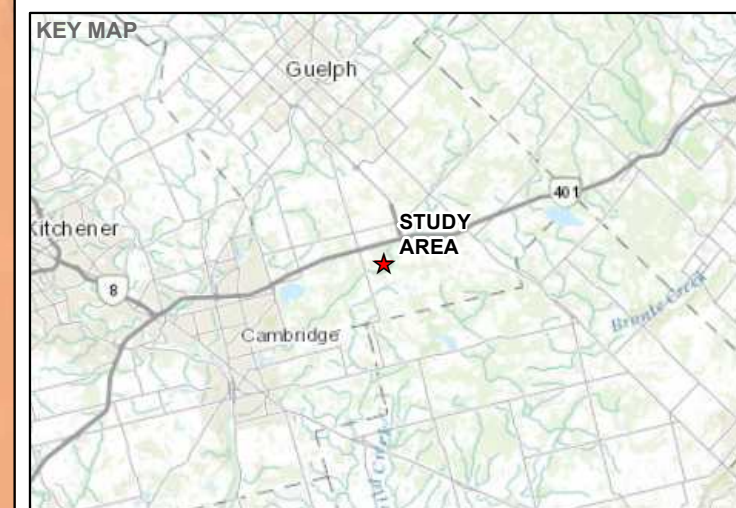 KEY MAP
Guelph
401
STUDY
AREA
Kitchener
8
Cambridge
Bronte Creek